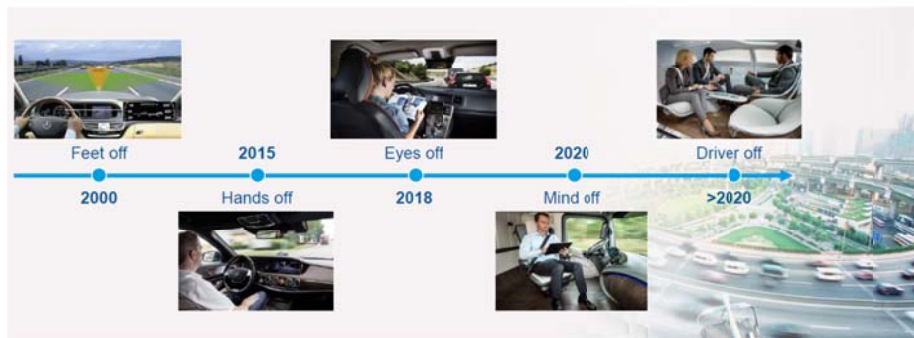 Feet off
2015
Eyes off
2020
Driver off
2000
Hands off
2018
Mind off
>2020